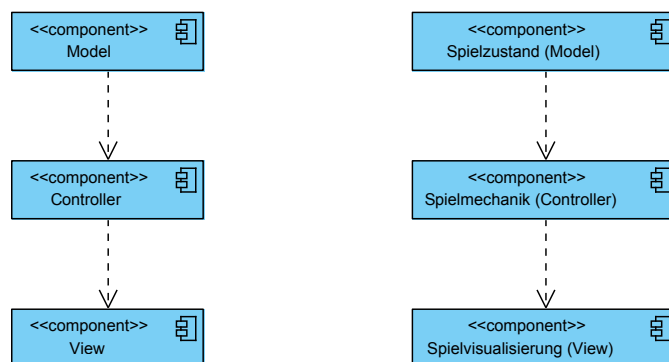 <<component>>
Model
<<component>>
Spielzustand (Model)
<<component>>
Controller
<<component>>
Spielmechanik (Controller)
<<component>>
View
<<component>>
Spielvisualisierung (View)